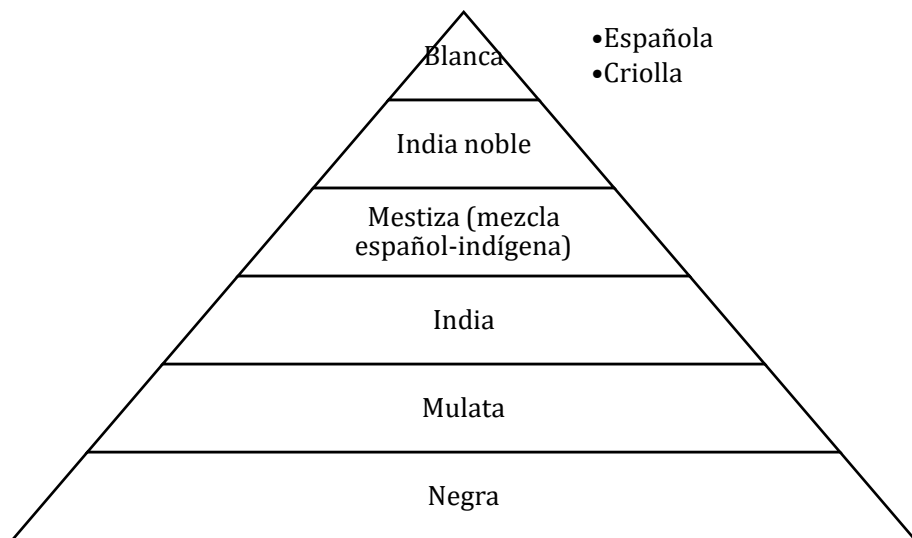 Blanca
•Española
•Criolla
India noble
Mestiza (mezcla
español-indígena)
India
Mulata
Negra